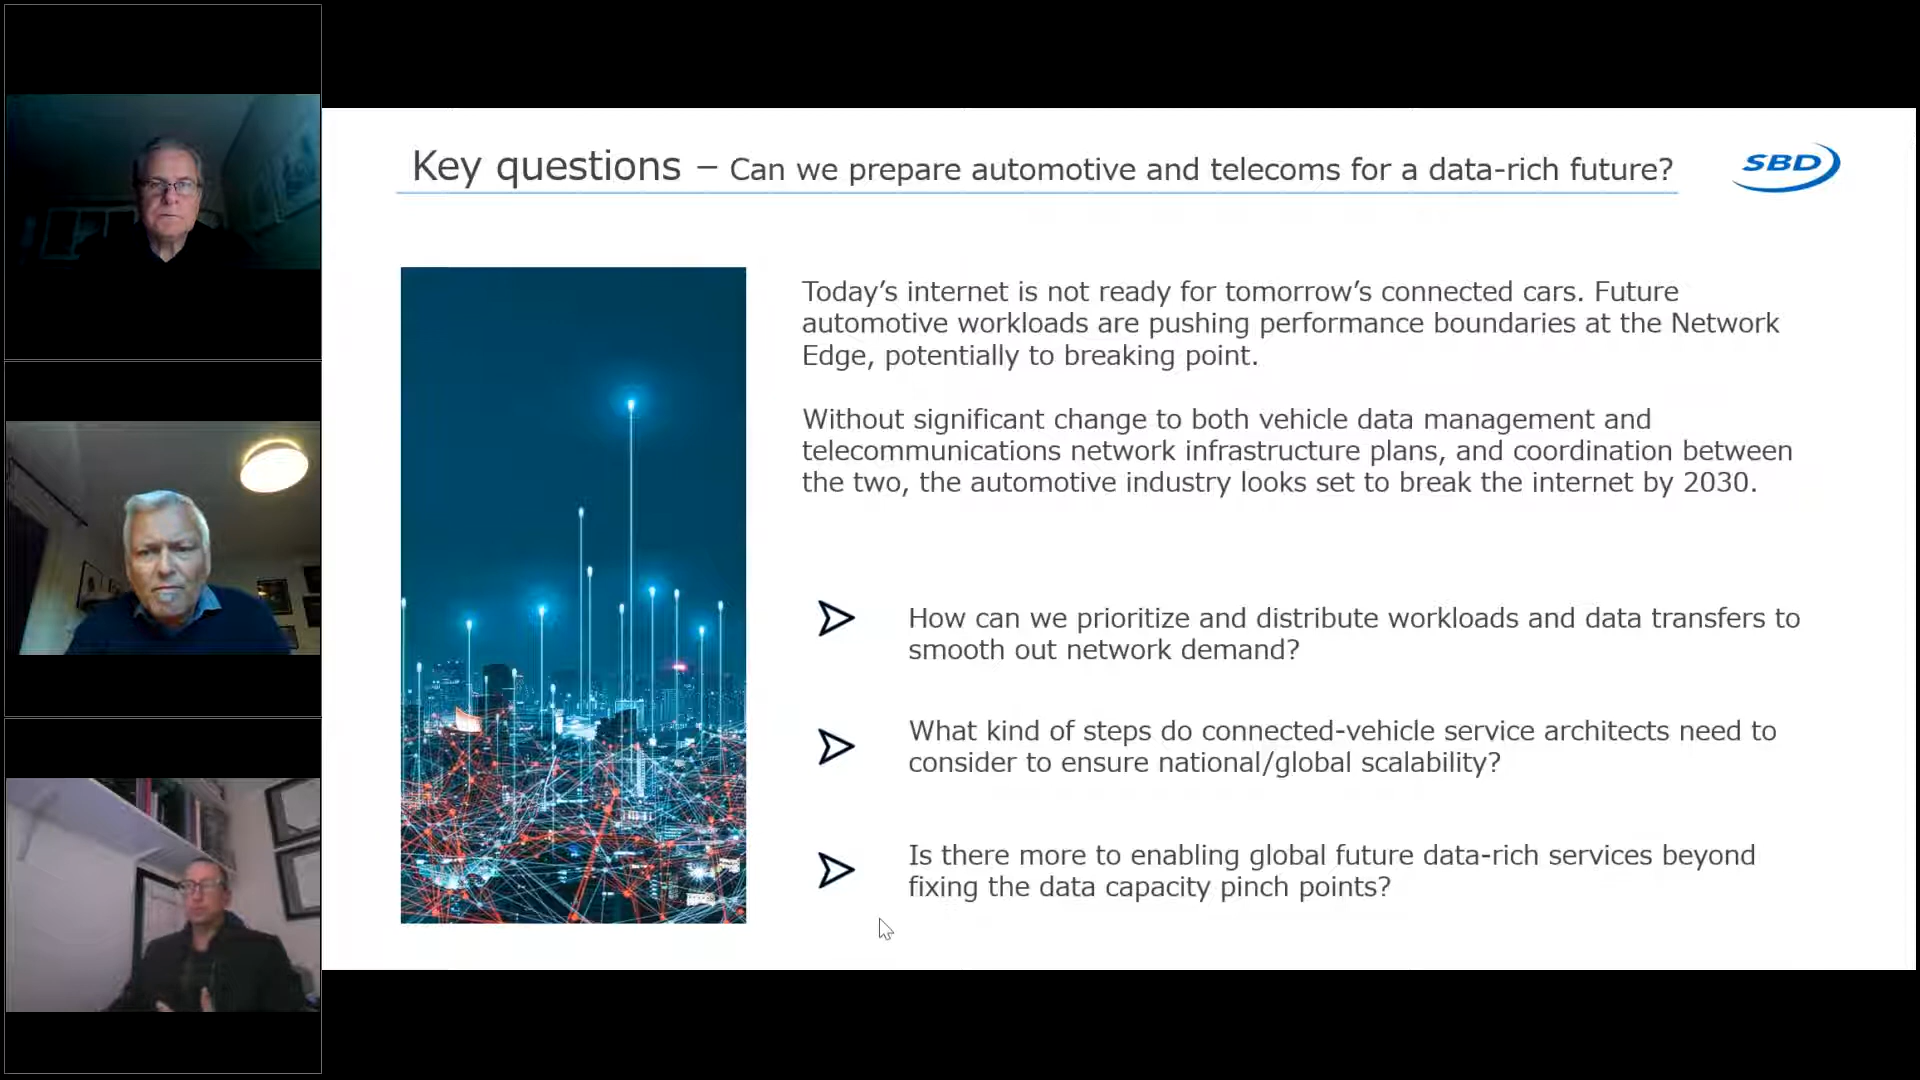 Key questions – Can we prepare automotive and telecoms for a data-rich future?
SBD
Today’s internet is not ready for tomorrow’s connected cars. Future
automotive workloads are pushing performance boundaries at the Network
Edge, potentially to breaking point.
Without significant change to both vehicle data management and
telecommunications network infrastructure plans, and coordination between
the two, the automotive industry looks set to break the internet by 2030.
How can we prioritize and distribute workloads and data transfers to
smooth out network demand?
What kind of steps do connected-vehicle service architects need to
consider to ensure national/global scalability?
Is there more to enabling global future data-rich services beyond
fixing the data capacity pinch points?